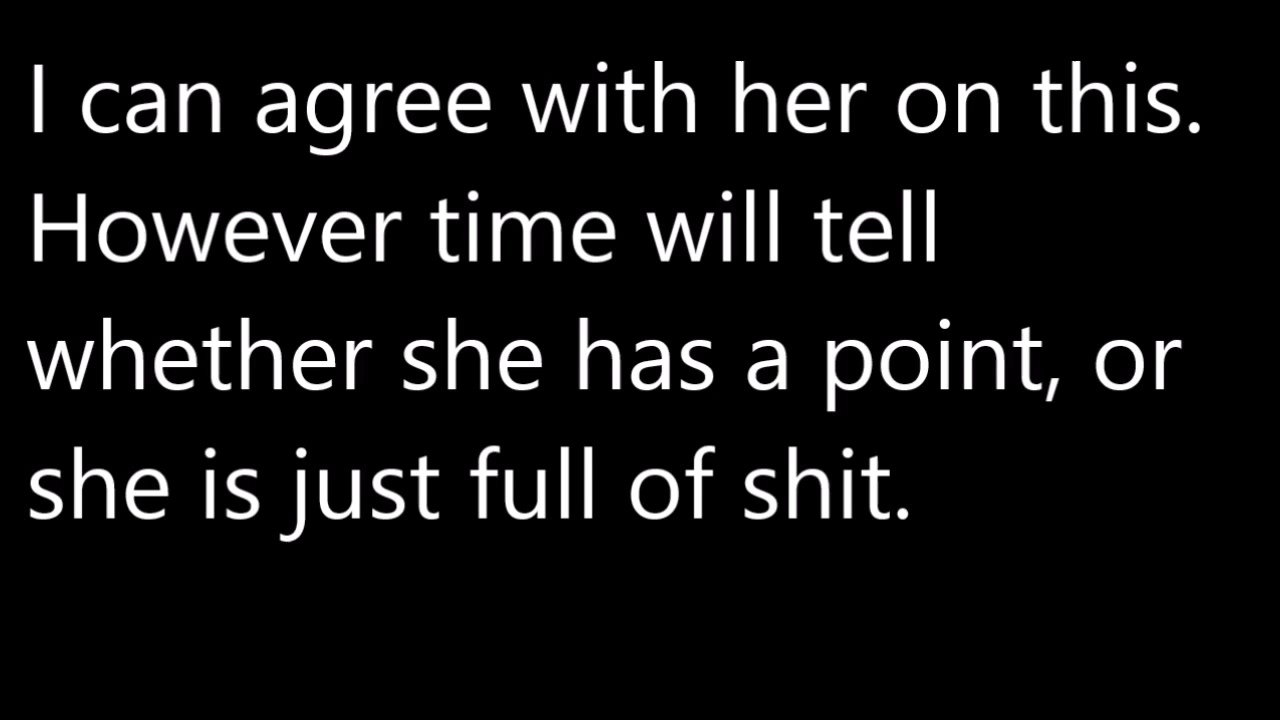 I can agree with her on this.
However time will tell
whether she has a point, or
she is just full of shit.